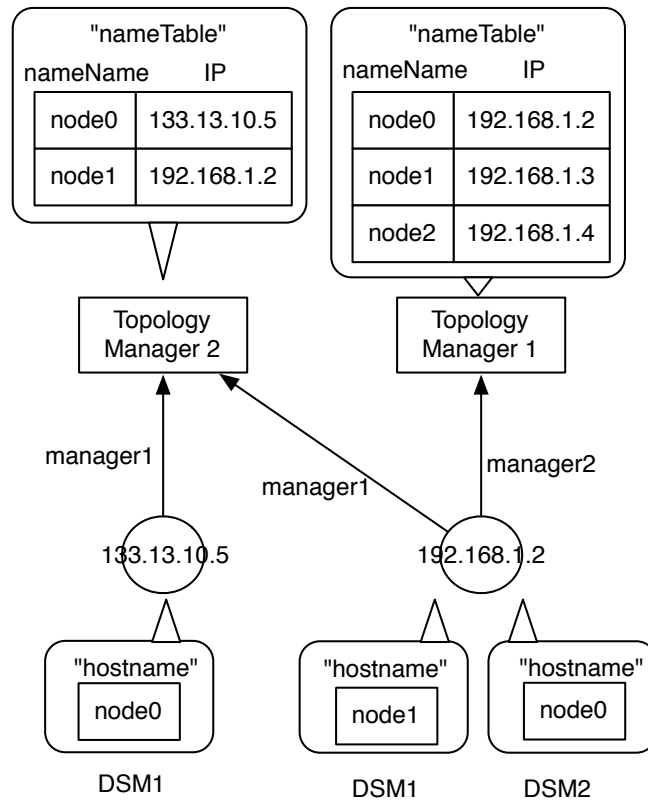 "nameTable"
nameName IP
node0 133.13.10.5
node1 192.168.1.2
"nameTable"
nameName IP
node0 192.168.1.2
node1 192.168.1.3
node2 192.168.1.4
Topology
Manager 2
Topology
Manager 1
manager1
manager1
manager2
133.13.10.5
192.168.1.2
"hostname"
node0
DSM1
"hostname"
node1
DSM1
"hostname"
node0
DSM2